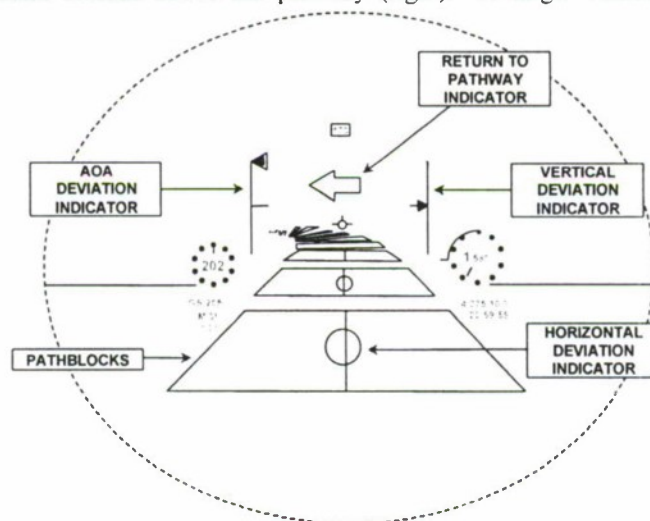 RETURN TO
PATHWAY
INDICATOR
AOA
DEVIATION
INDICATOR
VERTICAL
DEVIATION
INDICATOR
202
PATHBLOCKS
HORIZONTAL
DEVIATION
INDICATOR